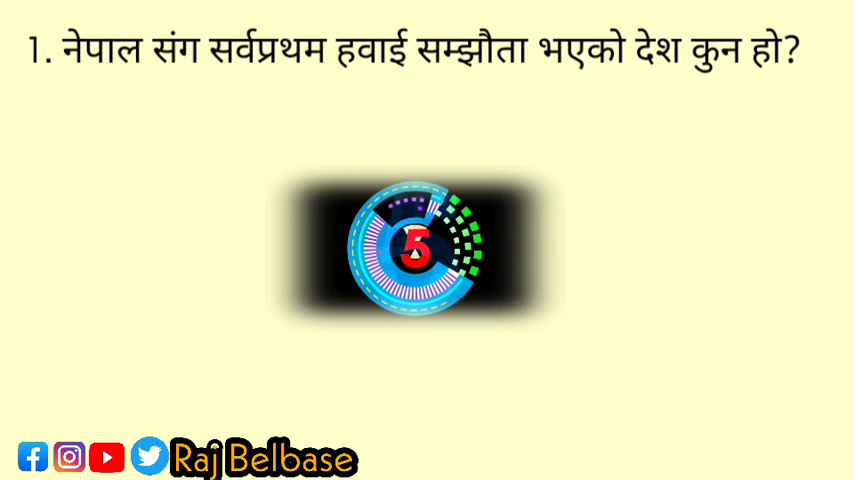 1. नेपाल संग सर्वप्रथम हवाई सम्झौता भएको देश कुन हो?
5
Raj Belbase